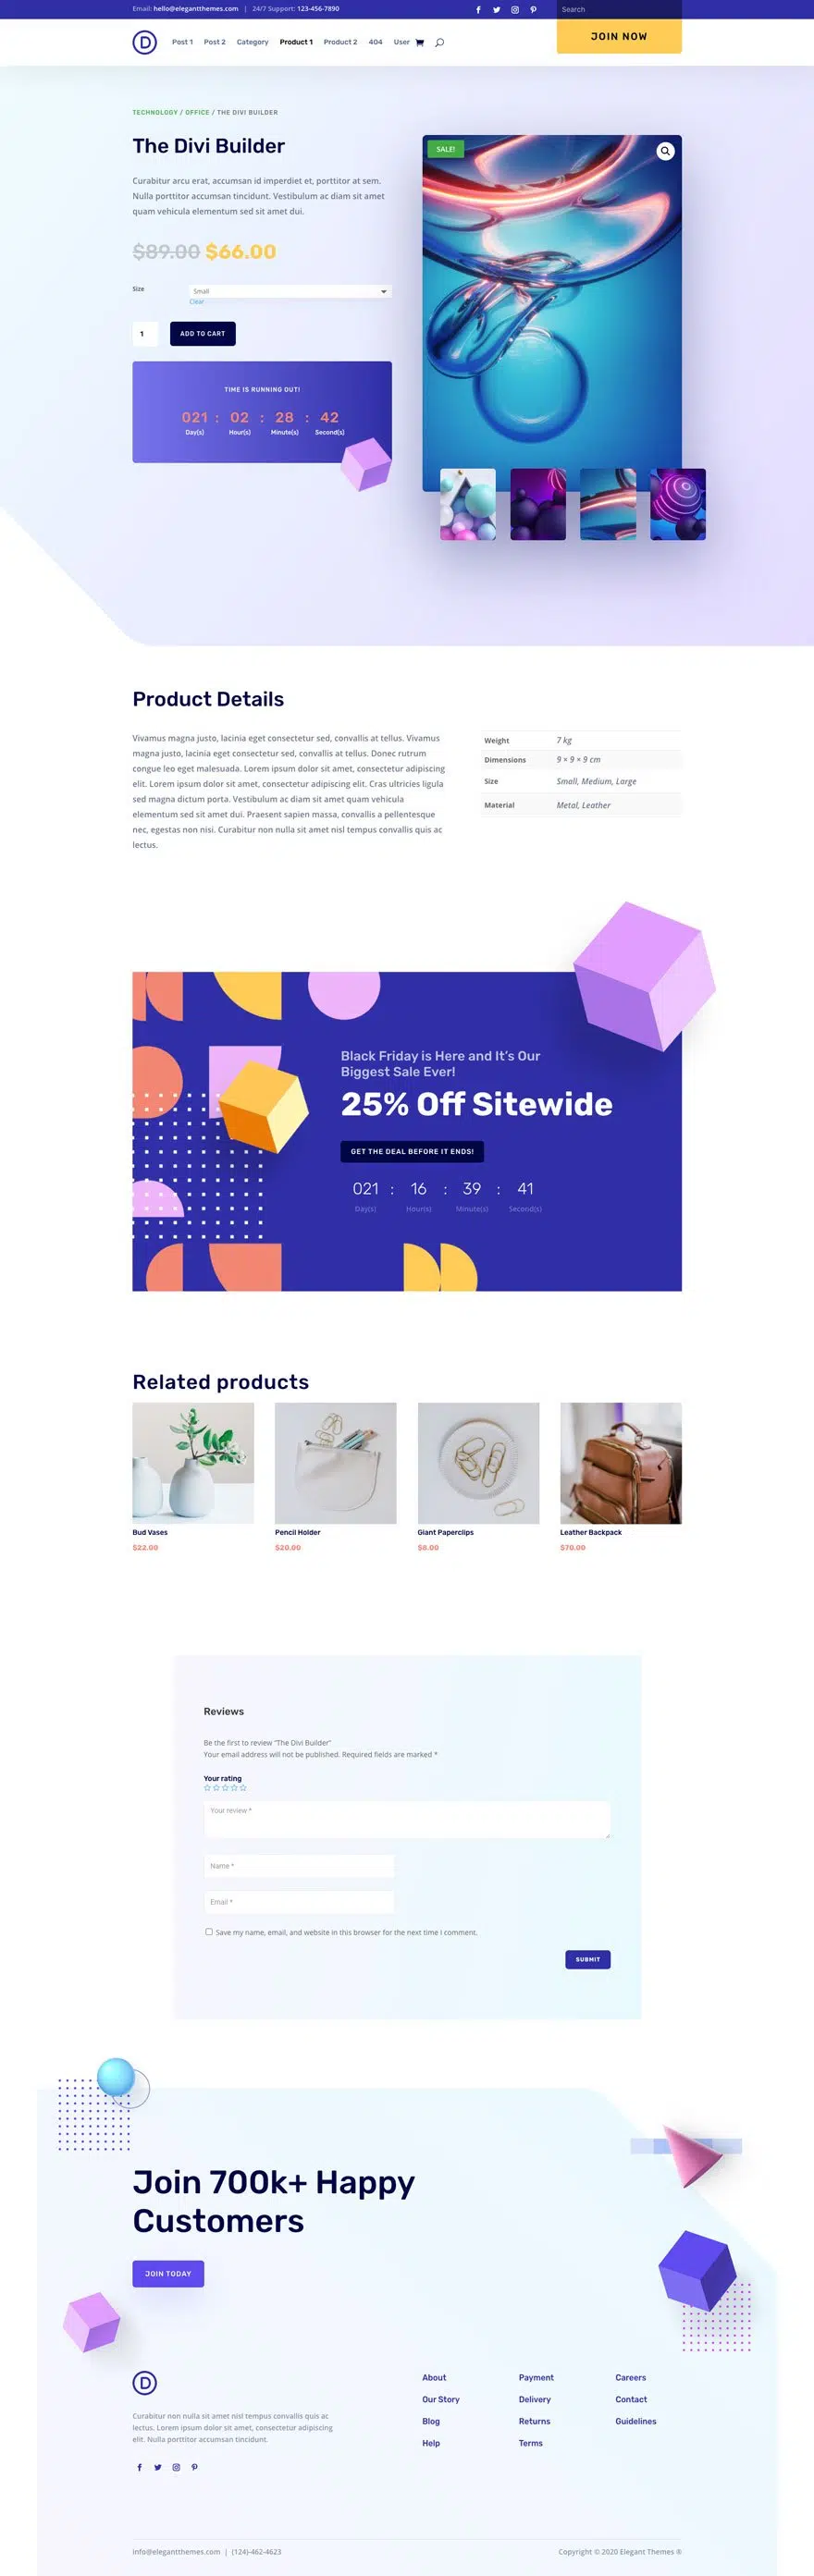 Email: hello@elegantthemes.com | 24/7 Support: 123-456-7890
Search
D
Post 1 Post 2 Category Product 1 Product 2 404 User
JOIN NOW
TECHNOLOGY / OFFICE / THE DIVI BUILDER
The Divi Builder
Curabitur arcu erat, accumsan id imperdiet et, porttitor at sem.
Nulla porttitor accumsan tincidunt. Vestibulum ac diam sit amet
quam vehicula elementum sed sit amet dui.
$89.00 $66.00
Size
Small
Clear
1
ADD TO CART
TIME IS RUNNING OUT!
021 : 02 : 28 : 42
Day(s) Hour(s) Minute(s) Second(s)
SALE!
Product Details
Vivamus magna justo, lacinia eget consectetur sed, convallis at tellus. Vivamus
magna justo, lacinia eget consectetur sed, convallis at tellus. Donec rutrum
congue leo eget malesuada. Lorem ipsum dolor sit amet, consectetur adipiscing
elit. Lorem ipsum dolor sit amet, consectetur adipiscing elit. Cras ultricies ligula
sed magna dictum porta. Vestibulum ac diam sit amet quam vehicula
elementum sed sit amet dui. Praesent sapien massa, convallis a pellentesque
nec, egestas non nisi. Curabitur non nulla sit amet nisl tempus convallis quis ac
lectus.
Weight 7 kg
Dimensions 9 × 9 × 9 cm
Size Small, Medium, Large
Material Metal, Leather
Black Friday is Here and It's Our
Biggest Sale Ever!
25% Off Sitewide
GET THE DEAL BEFORE IT ENDS!
021 : 16 : 39 : 41
Day(s) Hour(s) Minute(s) Second(s)
Related products
Bud Vases
$22.00
Pencil Holder
$20.00
Giant Paperclips
$8.00
Leather Backpack
$70.00
Reviews
Be the first to review "The Divi Builder"
Your email address will not be published. Required fields are marked *
Your rating
Your review *
Name *
Email *
Save my name, email, and website in this browser for the next time I comment.
SUBMIT
Join 700k+ Happy
Customers
JOIN TODAY
D
Curabitur non nulla sit amet nisl tempus convallis quis ac
lectus. Lorem ipsum dolor sit amet, consectetur adipiscing
elit. Nulla porttitor accumsan tincidunt.
About
Our Story
Blog
Help
Payment
Delivery
Returns
Terms
Careers
Contact
Guidelines
info@elegantthemes.com | (124)-462-4623
Copyright © 2020 Elegant Themes ®